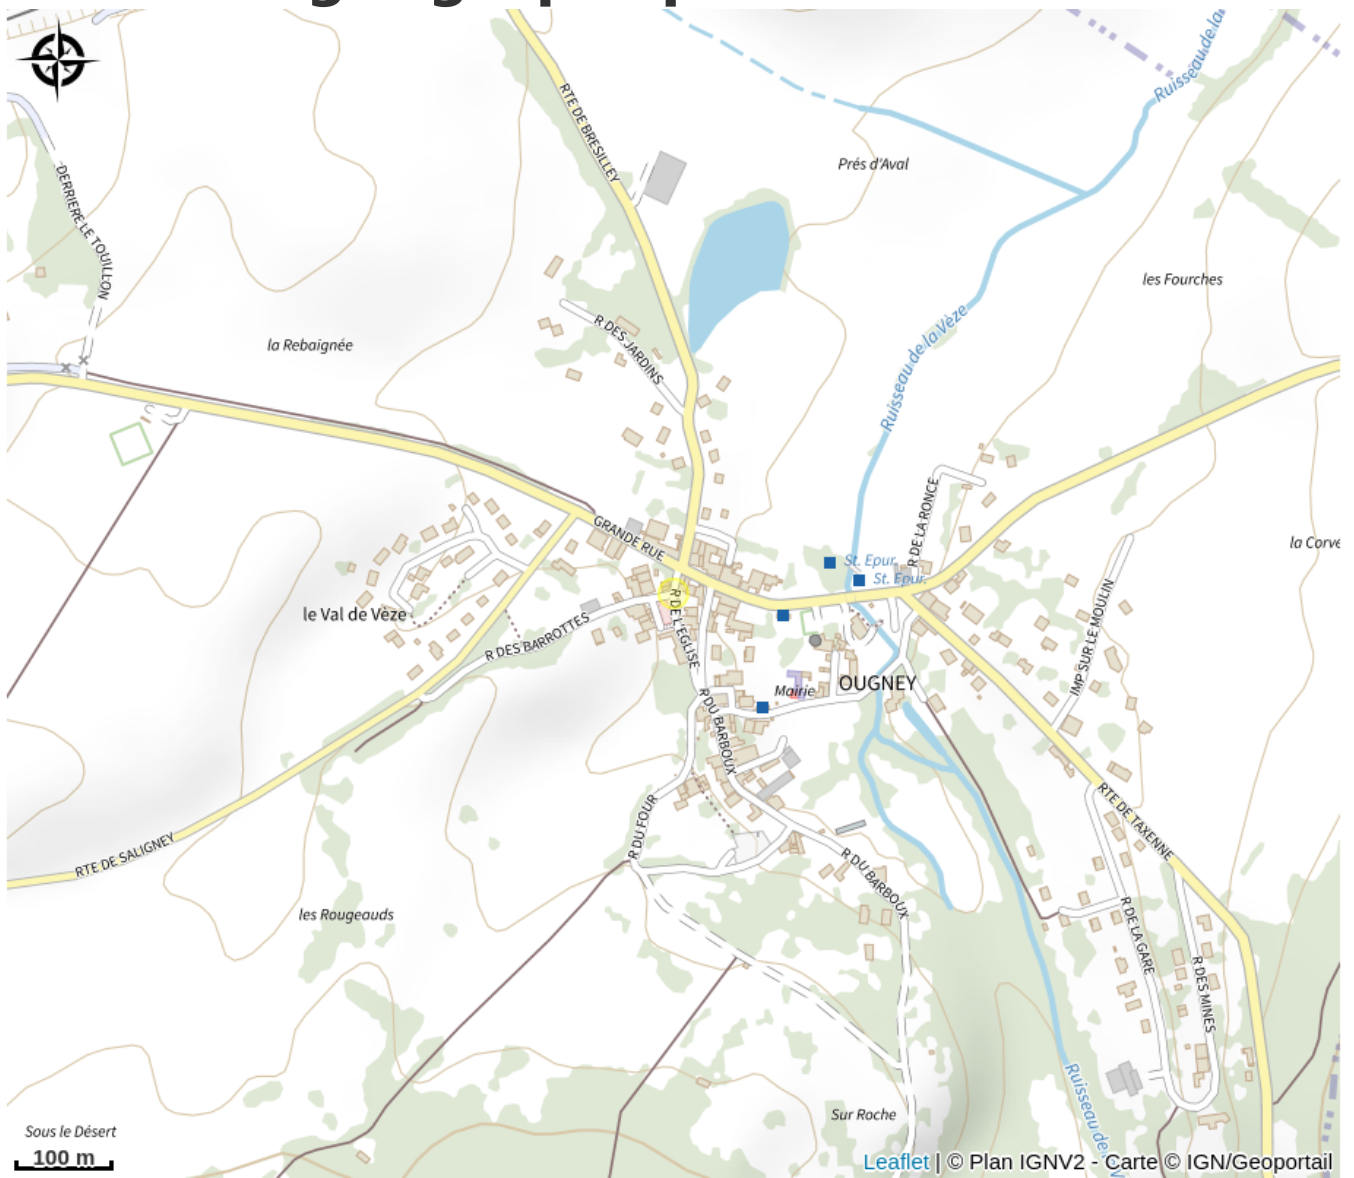 Ruisseau de la
RTE DE BRESILLEY
Prés d'Aval
DERRIERE LE TOUILLON
les Fourches
Ruisseau de la Vèze
R DES JARDINS
la Rebaignée
GRANDE RUE
R DE LA RONCE
la Corve
St. Epur.
St. Epur.
IMP SUR LE MOULIN
le Val de Vèze
R DES BARROTTES
R DE L'EGLISE
Mairie
OUGNEY
R DU BARBOUX
RTE DE TAXENNE
R DU FOUR
RTE DE SALIGNEY
R DU BARBOUX
les Rougeauds
R DE LA GARE
R DES MINES
Ruisseau de
Sur Roche
Sous le Désert
100 m
Leaflet | © Plan IGNV2 - Carte © IGN/Geoportail